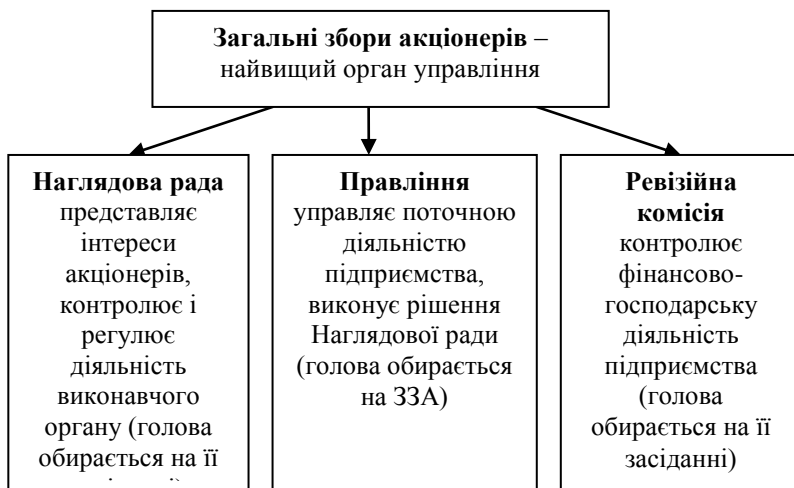 Загальні збори акціонерів –
найвищий орган управління
Наглядова рада
представляє
інтереси
акціонерів,
контролює і
регулює
діяльність
виконавчого
органу (голова
обирається на її
Правління
управляє поточною
діяльністю
підприємства,
виконує рішення
Наглядової ради
(голова обирається
на ЗЗА)
Ревізійна
комісія
контролює
фінансово-
господарську
діяльність
підприємства
(голова
обирається на її
засіданні)